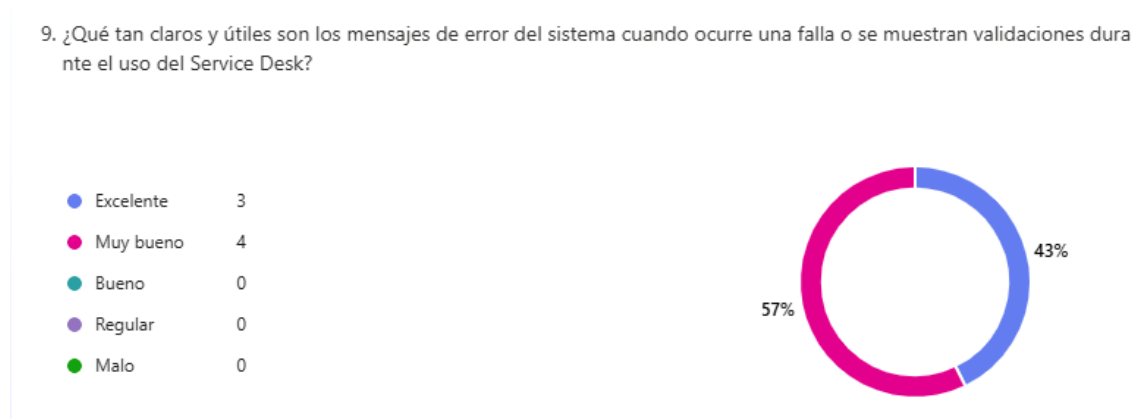 9. ¿Qué tan claros y útiles son los mensajes de error del sistema cuando ocurre una falla o se muestran validaciones dura
nte el uso del Service Desk?
Excelente 3
Muy bueno 4
Bueno 0
Regular 0
Malo 0
43%
57%